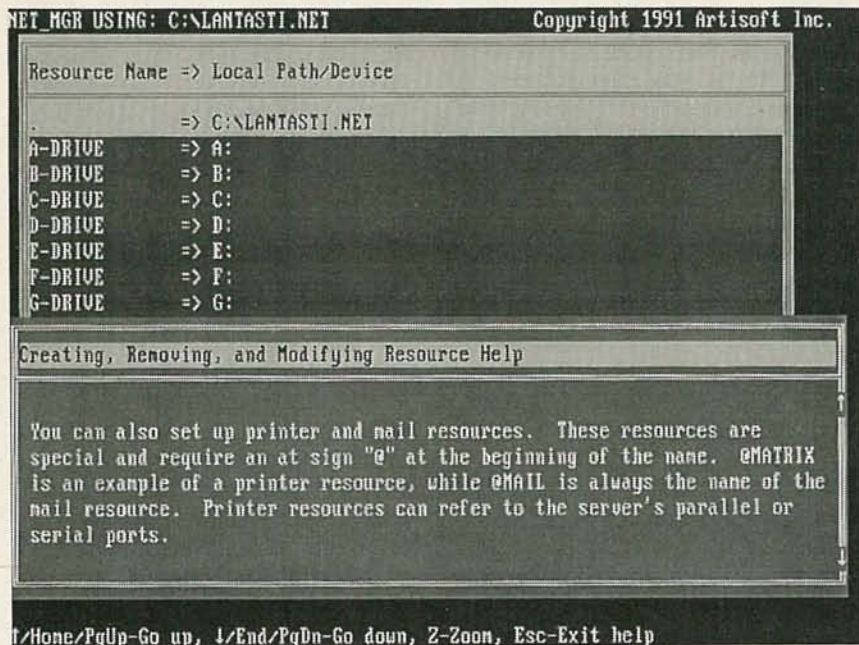 NET_MGR USING: C:\LANTASTI.NET Copyright 1991 Artisoft Inc.
Resource Name => Local Path/Device
. => C:\LANTASTI.NET
A-DRIVE => A:
B-DRIVE => B:
C-DRIVE => C:
D-DRIVE => D:
E-DRIVE => E:
F-DRIVE => F:
G-DRIVE => G:
Creating, Removing, and Modifying Resource Help
You can also set up printer and mail resources. These resources are
special and require an at sign "@" at the beginning of the name. @MATRIX
is an example of a printer resource, while @MAIL is always the name of the
mail resource. Printer resources can refer to the server's parallel or
serial ports.
↑/Home/PgUp-Go up, ↓/End/PgDn-Go down, Z-Zoom, Esc-Exit help